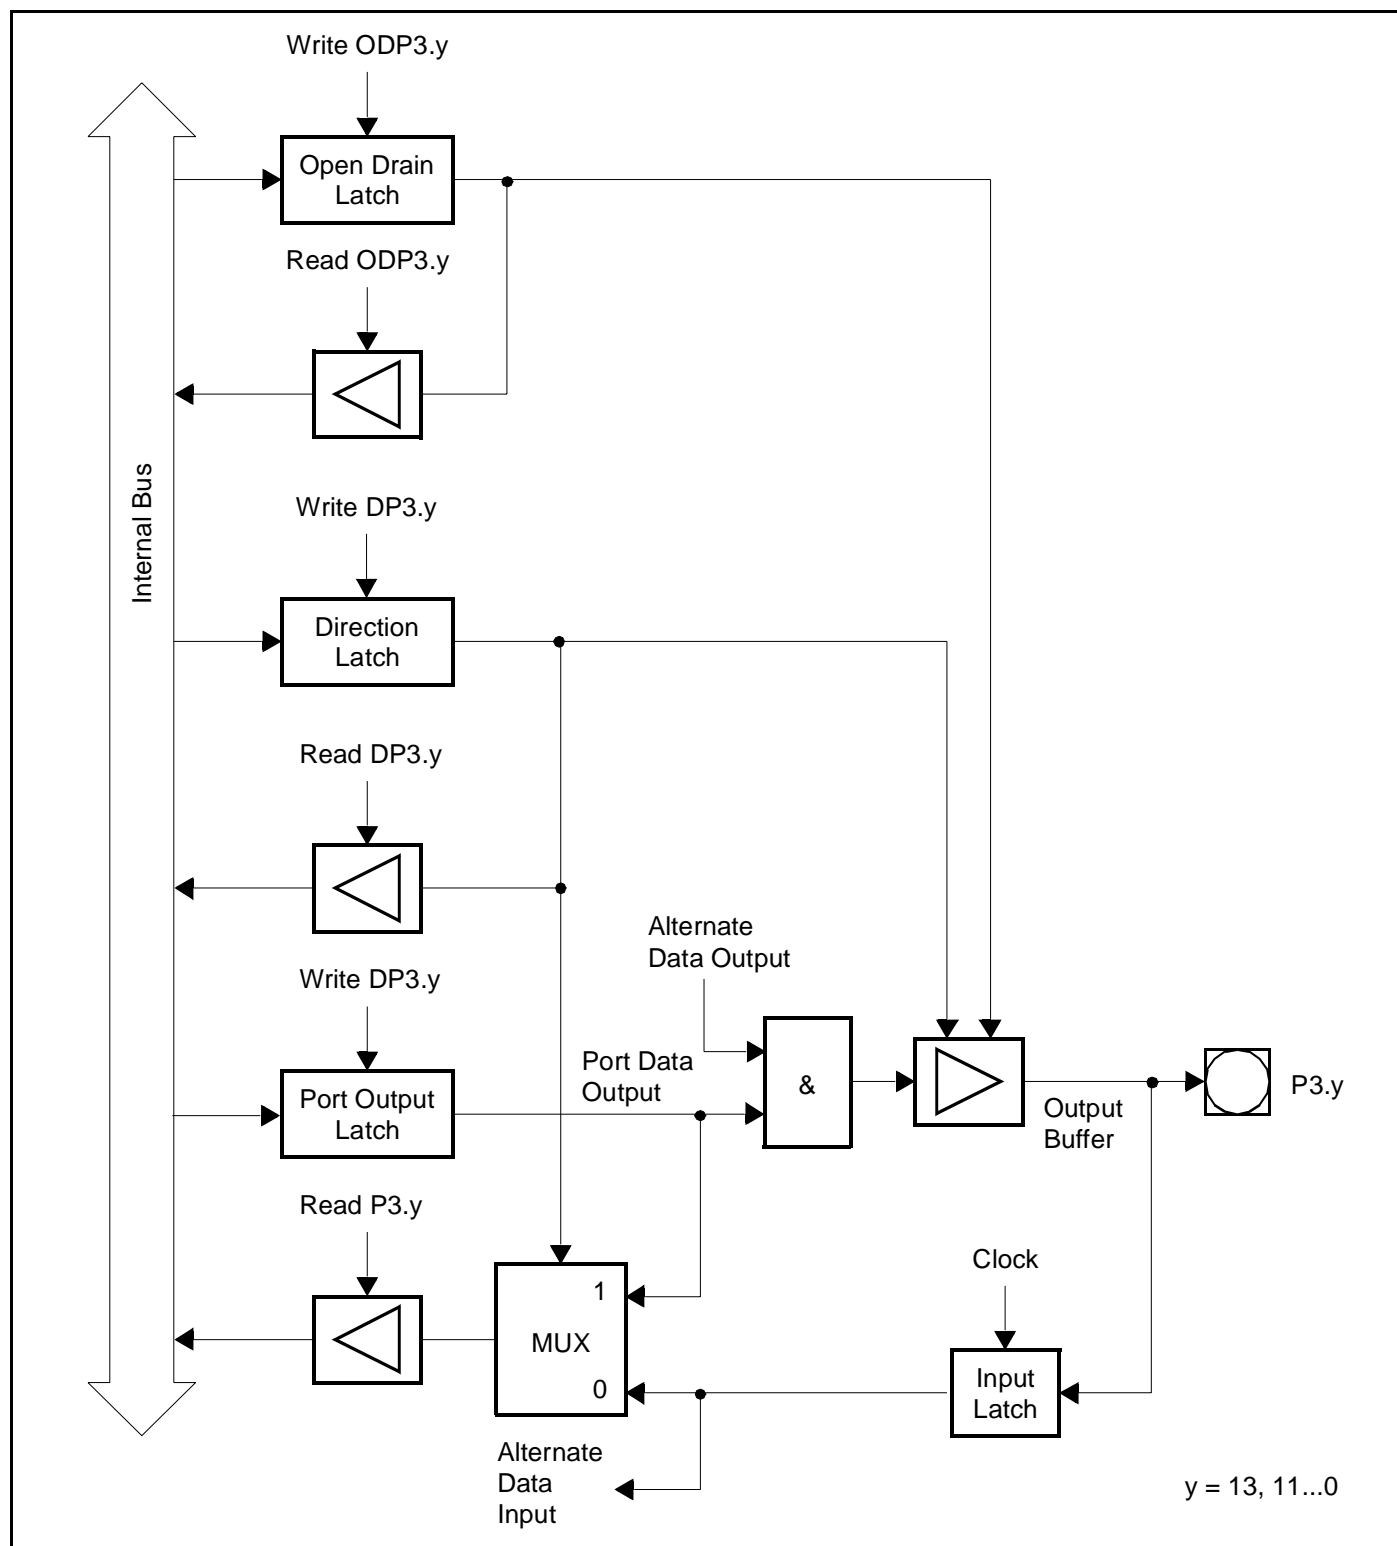 Write ODP3.y
Open Drain
Latch
Read ODP3.y
Internal Bus
Write DP3.y
Direction
Latch
Read DP3.y
Alternate
Data Output
Write DP3.y
Port Data
Output
&
Port Output
Latch
Output
Buffer
P3.y
Read P3.y
Clock
1
MUX
0
Input
Latch
Alternate
Data
Input
y = 13, 11...0